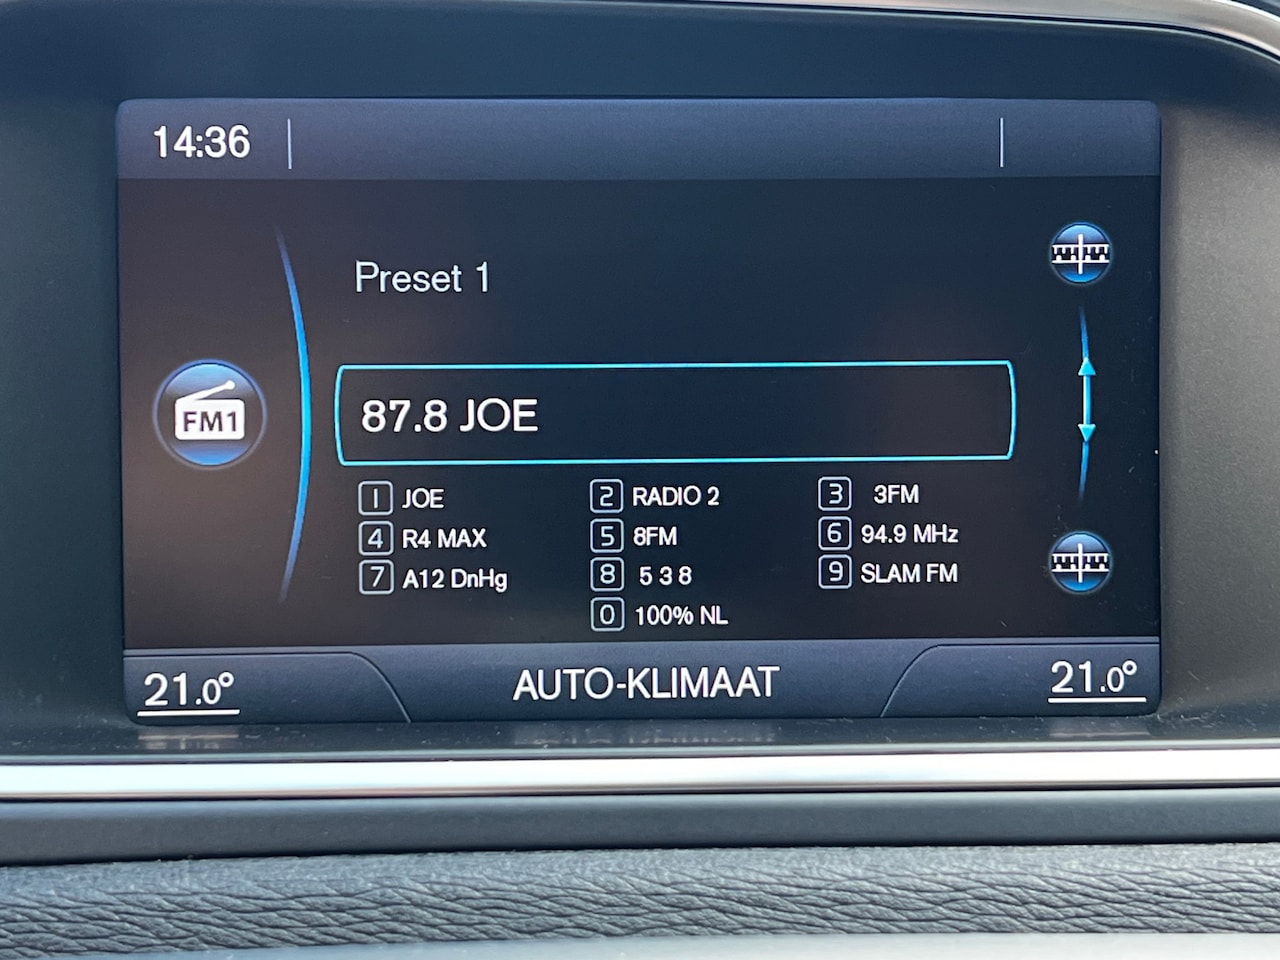 14:36
Preset 1
FM1
87.8 JOE
1 JOE 2 RADIO 2 3 3FM
4 R4 MAX 5 8FM 6 94.9 MHz
7 A12 DnHg 8 5 3 8 9 SLAM FM
0 100% NL
21.0° AUTO-KLIMAAT 21.0°